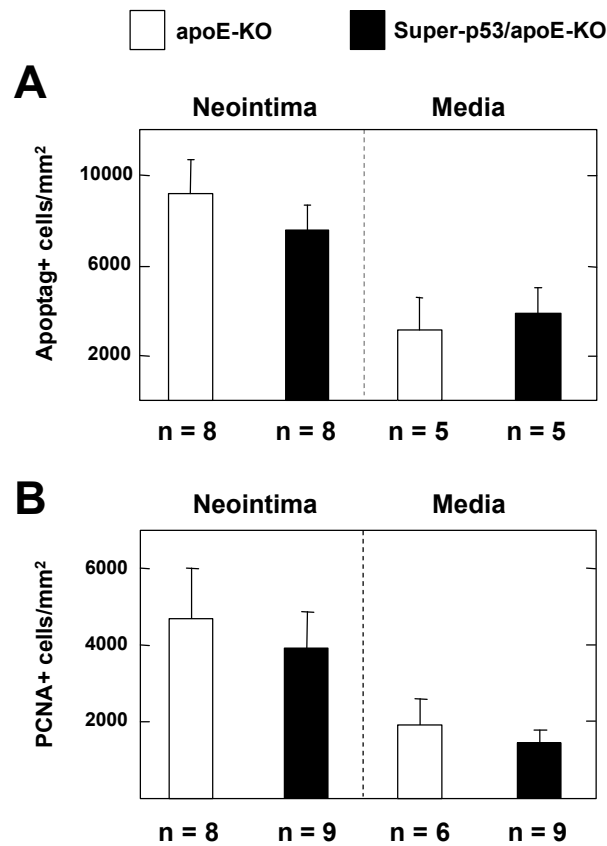 apoE-KO Super-p53/apoE-KO
A
Neointima Media
Apoptag+ cells/mm²
10000
6000
2000
n = 8 n = 8 n = 5 n = 5
B
Neointima Media
PCNA+ cells/mm²
6000
4000
2000
n = 8 n = 9 n = 6 n = 9